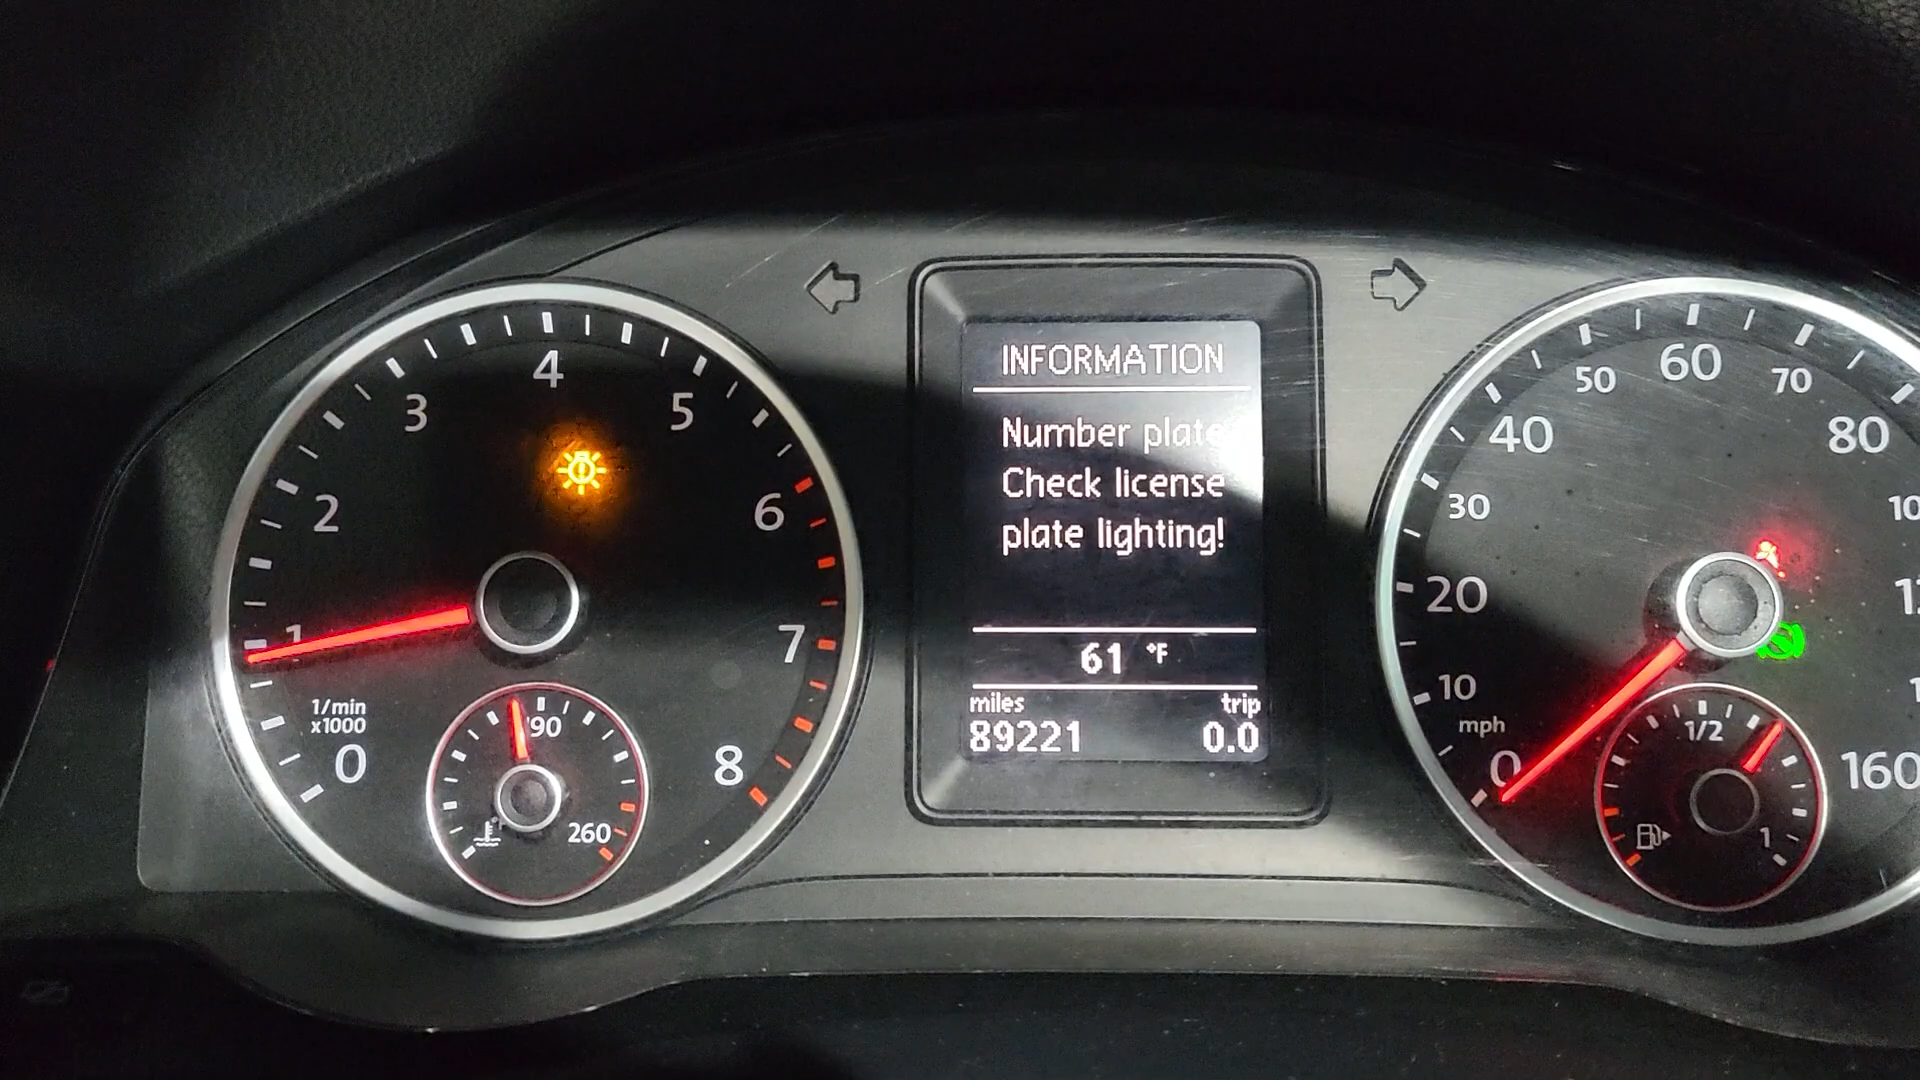 INFORMATION
Number plate
Check license
plate lighting!
61 °F
miles trip
89221 0.0
0
1
2
3
4
5
6
7
8
1/min
x1000
190
260
0
10
20
30
40
50
60
70
80
160
mph
1/2
1